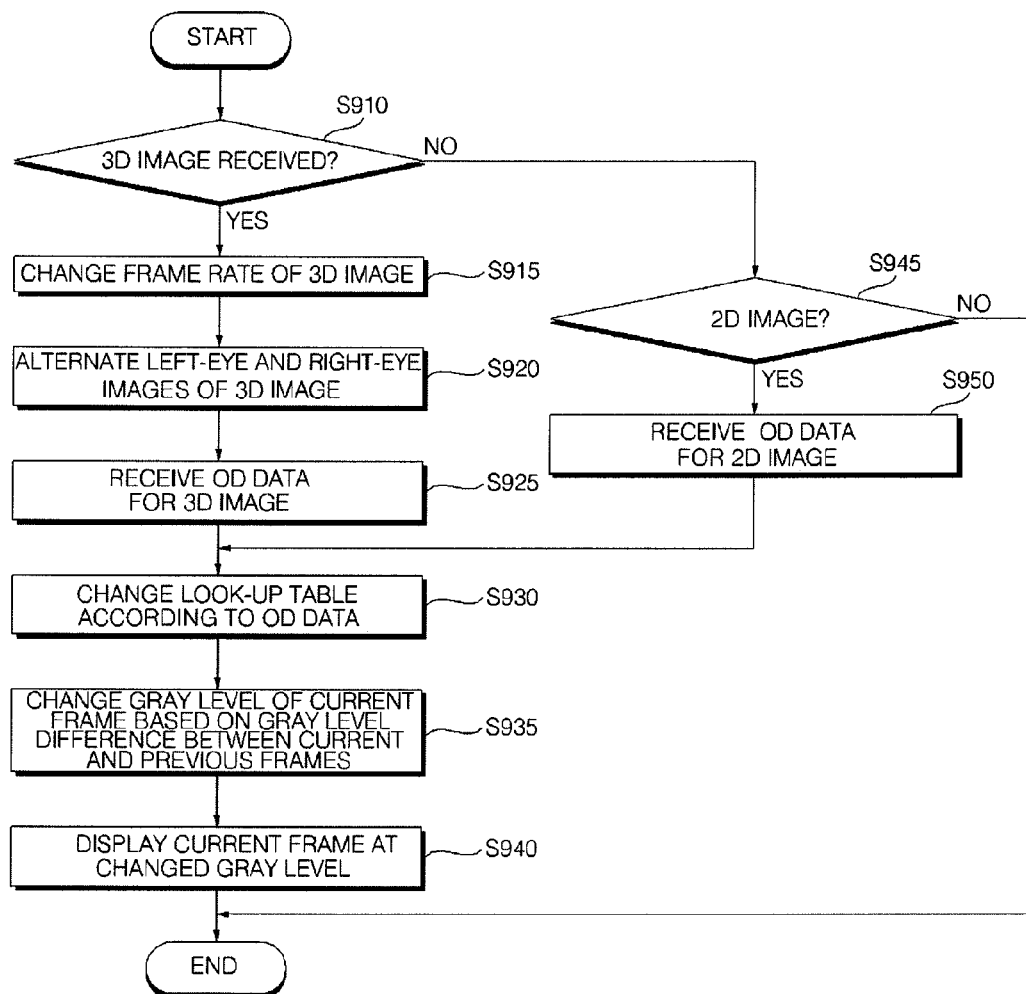 START
S910
3D IMAGE RECEIVED?
NO
YES
CHANGE FRAME RATE OF 3D IMAGE
S915
S945
2D IMAGE?
NO
YES
ALTERNATE LEFT-EYE AND RIGHT-EYE
IMAGES OF 3D IMAGE
S920
S950
RECEIVE OD DATA
FOR 2D IMAGE
RECEIVE OD DATA
FOR 3D IMAGE
S925
CHANGE LOOK-UP TABLE
ACCORDING TO OD DATA
S930
CHANGE GRAY LEVEL OF CURRENT
FRAME BASED ON GRAY LEVEL
DIFFERENCE BETWEEN CURRENT
AND PREVIOUS FRAMES
S935
DISPLAY CURRENT FRAME AT
CHANGED GRAY LEVEL
S940
END